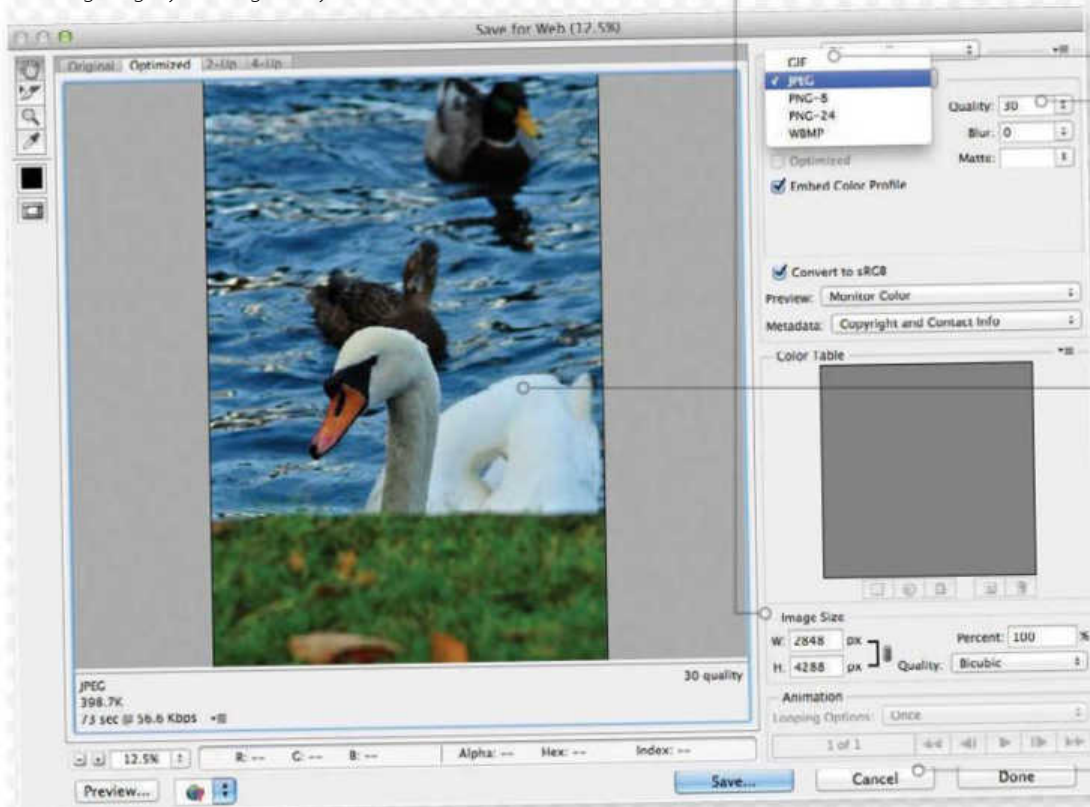 Save for Web (12.5%)
Original Optimized 2-Up 4-Up
GIF
✓ JPEG
PNG-8
PNG-24
WBMP
Quality: 30
Blur: 0
Optimized
Matte:
Embed Color Profile
Convert to sRGB
Preview: Monitor Color
Metadata: Copyright and Contact Info
Color Table
Image Size
W: 2848 px
Percent: 100 %
H: 4288 px
Quality: Bicubic
Animation
Looping Options: Once
1 of 1
JPEG
30 quality
398.7K
73 sec @ 56.6 Kbps
12.5%
R: -- G: -- B: --
Alpha: -- Hex: -- Index: --
Preview...
Save...
Cancel
Done